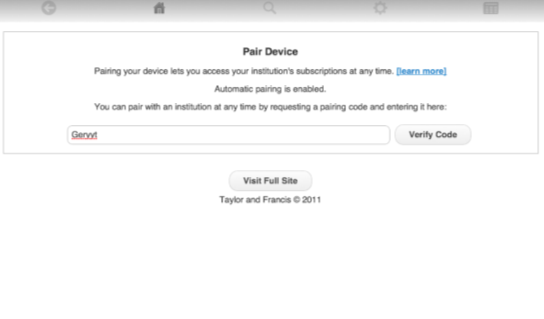 Pair Device
Pairing your device lets you access your institution's subscriptions at any time. [learn more]
Automatic pairing is enabled.
You can pair with an institution at any time by requesting a pairing code and entering it here:
Geryyt Verify Code
Visit Full Site
Taylor and Francis © 2011